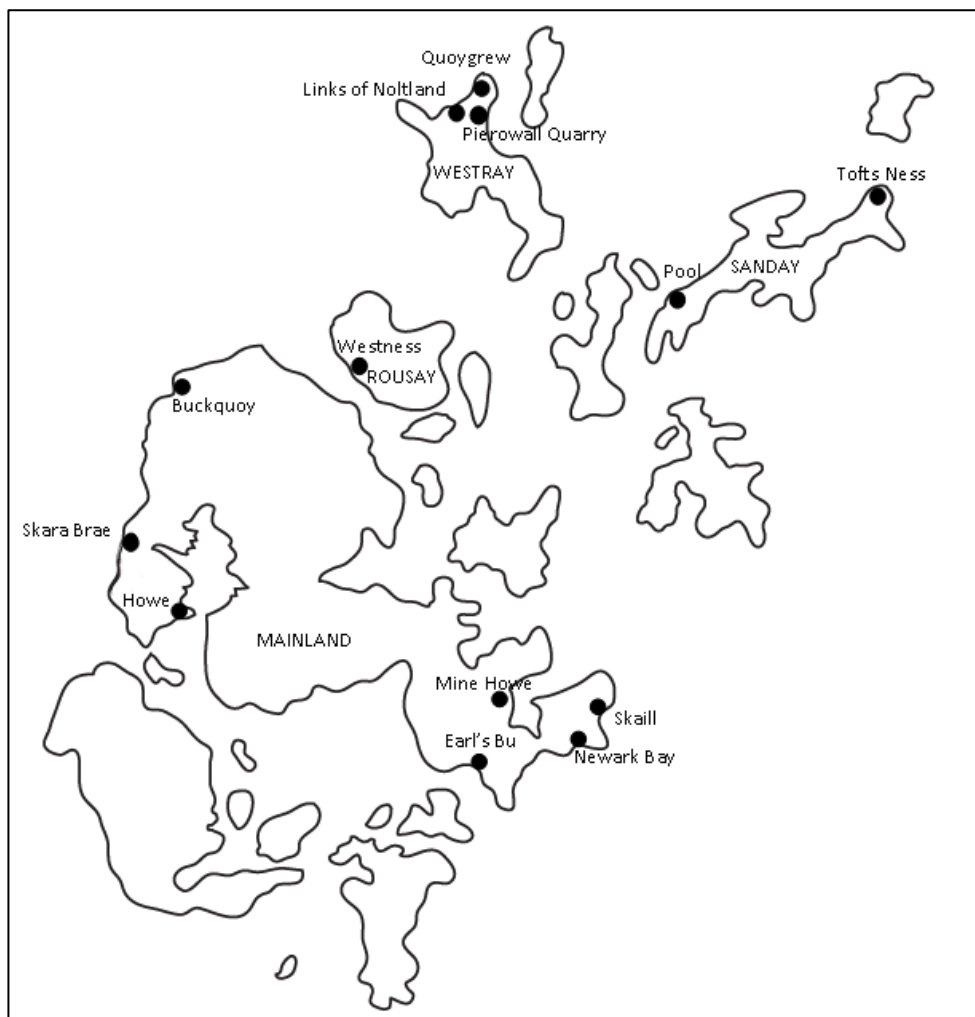 Quoygrew
Links of Noltland
Pierowall Quarry
WESTRAY
Tofts Ness
Pool
SANDAY
Westness
ROUSAY
Buckquoy
Skara Brae
Howe
MAINLAND
Mine Howe
Skaill
Earl's Bu
Newark Bay